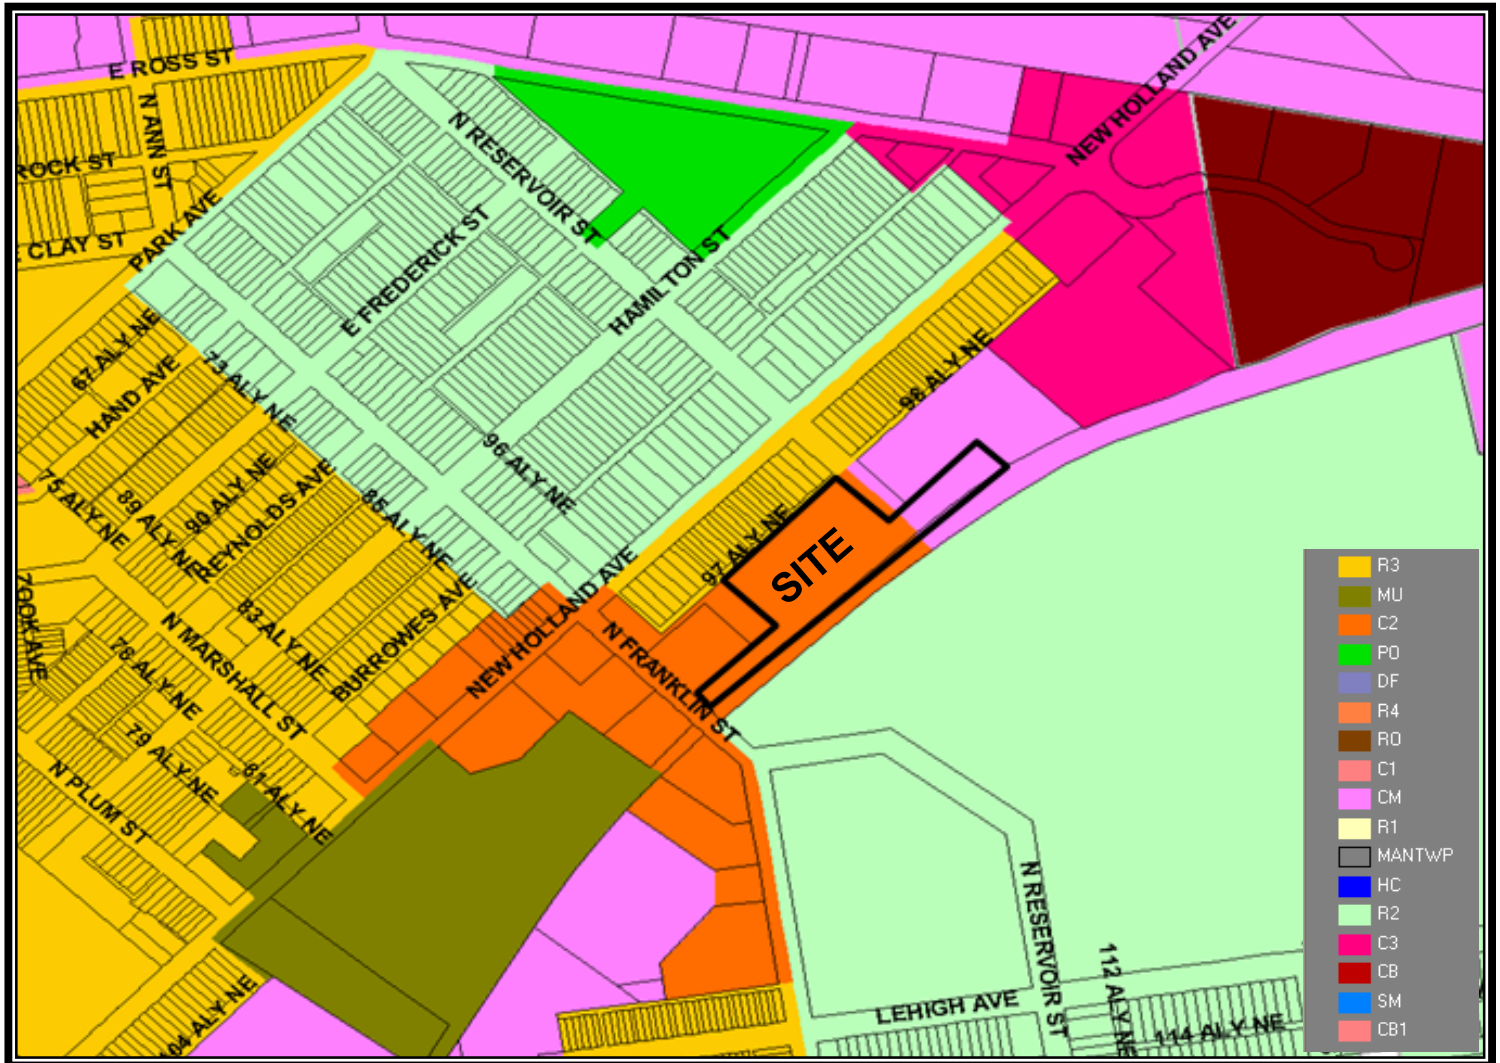 E ROSS ST
NEW HOLLAND AVE
N ANN ST
N RESERVOIR ST
ROCK ST
PARK AVE
E CLAY ST
E FREDERICK ST
HAMILTON ST
67 ALY NE
73 ALY NE
98 ALY NE
HAND AVE
96 ALY NE
90 ALY NE
REYNOLDS AVE
75 ALY NE
89 ALY NE
85 ALY NE
97 ALY NE
SITE
83 ALY NE
BURROWES AVE
NEW HOLLAND AVE
N FRANKLIN ST
N MARSHALL ST
78 ALY NE
79 ALY NE
81 ALY NE
N PLUM ST
104 ALY NE
N RESERVOIR ST
112 ALY NE
LEHIGH AVE
114 ALY NE
R3
MU
C2
PO
DF
R4
RO
C1
CM
R1
MANTWP
HC
R2
C3
CB
SM
CB1